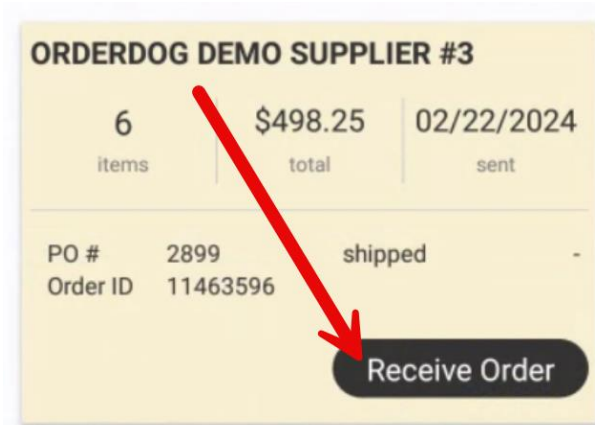 ORDERDOG DEMO SUPPLIER #3
6 $498.25 02/22/2024
items total sent
PO # 2899 shipped -
Order ID 11463596
Receive Order